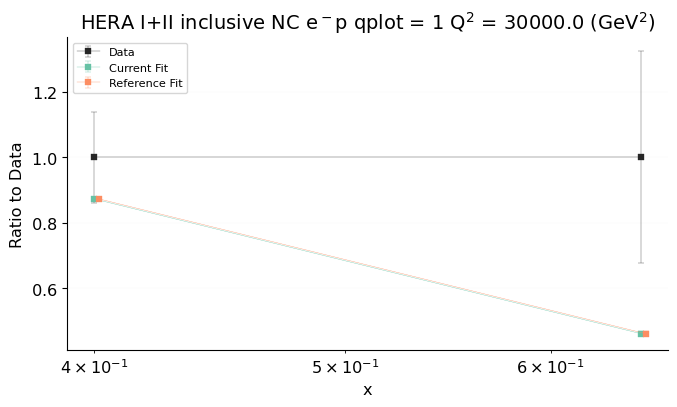 HERA I+II inclusive NC e⁻p qplot = 1 Q² = 30000.0 (GeV²)
Data
Current Fit
Reference Fit
Ratio to Data
1.2
1.0
0.8
0.6
4 × 10⁻¹
5 × 10⁻¹
6 × 10⁻¹
x